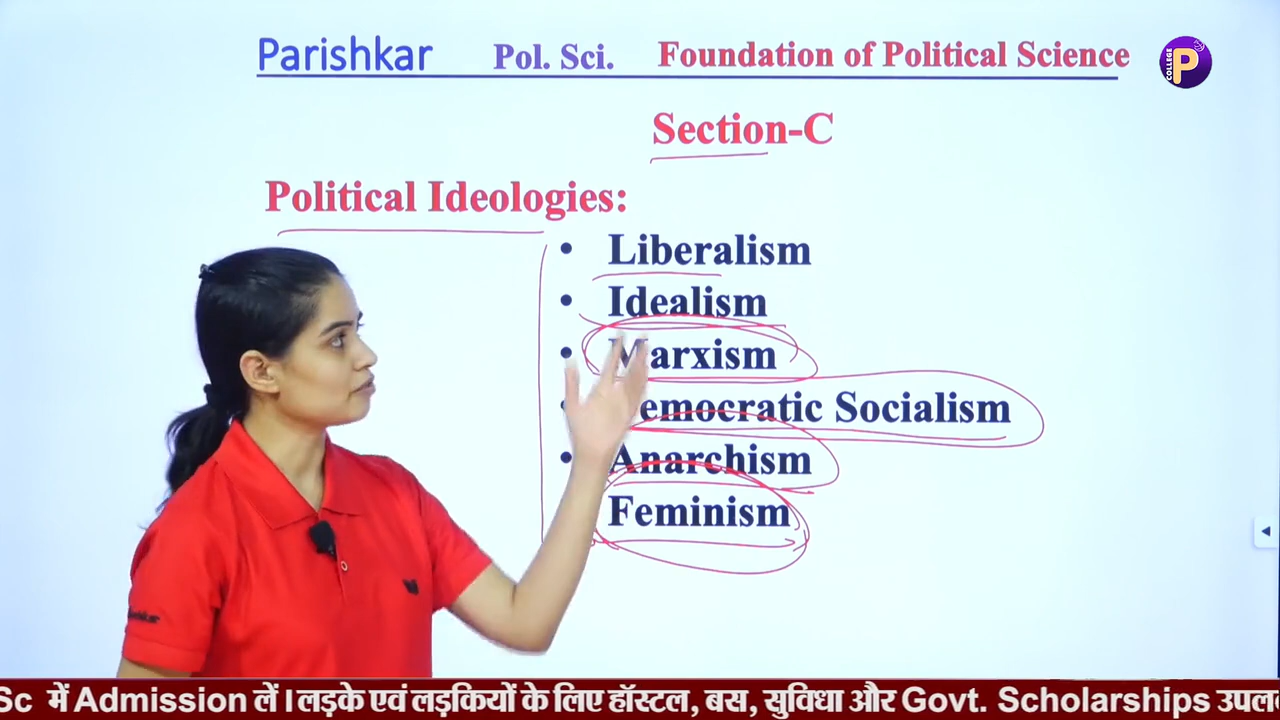 Parishkar Pol. Sci. Foundation of Political Science
COLLEGE P
Section-C
Political Ideologies:
• Liberalism
• Idealism
• Marxism
• Democratic Socialism
• Anarchism
Feminism
Sc में Admission लें । लड़के एवं लड़कियों के लिए हॉस्टल, बस, सुविधा और Govt. Scholarships